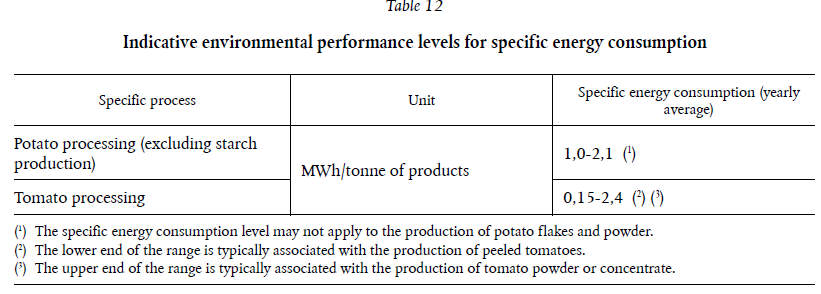 Table 12
Indicative environmental performance levels for specific energy consumption
Specific process
Unit
Specific energy consumption (yearly
average)
Potato processing (excluding starch
production)
MWh/tonne of products
1,0-2,1 (¹)
Tomato processing
0,15-2,4 (²) (³)
(¹) The specific energy consumption level may not apply to the production of potato flakes and powder.
(²) The lower end of the range is typically associated with the production of peeled tomatoes.
(³) The upper end of the range is typically associated with the production of tomato powder or concentrate.